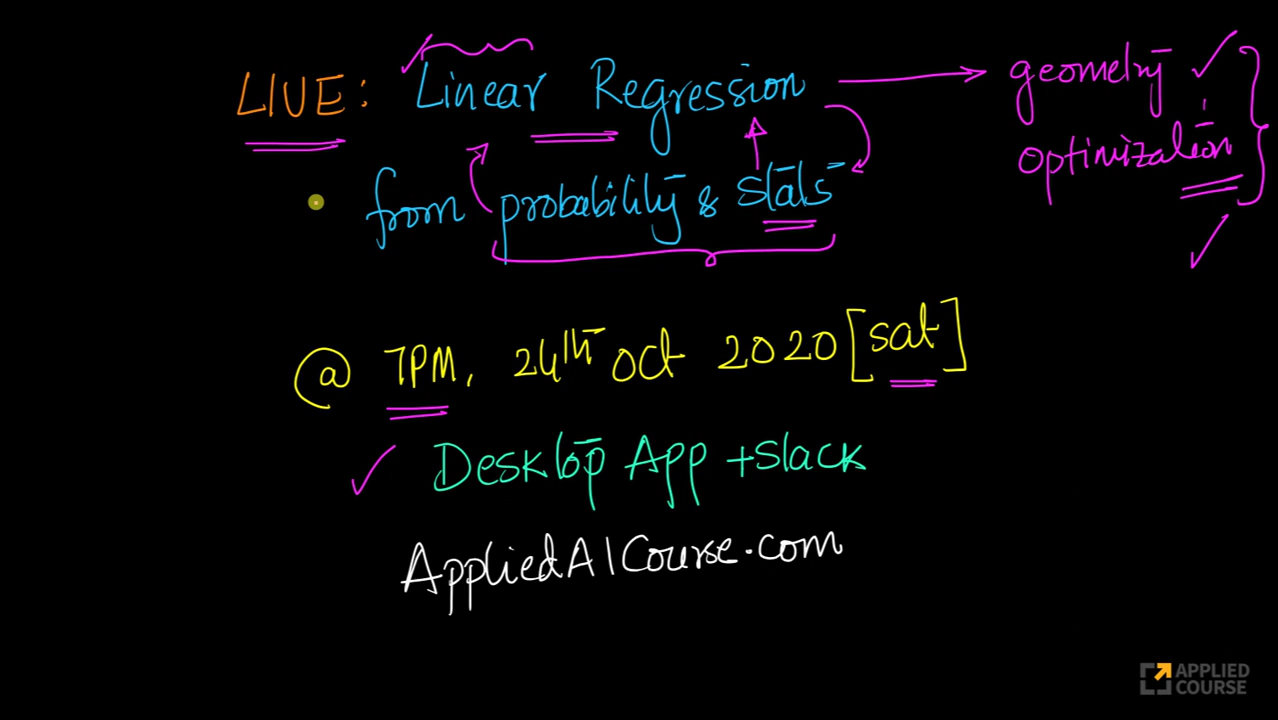 LIVE: Linear Regression → geometry
optimization
from probability & stats
@ 7PM, 24th Oct 2020 [sat]
Desktop App + Slack
AppliedAICourse.com
APPLIED
COURSE